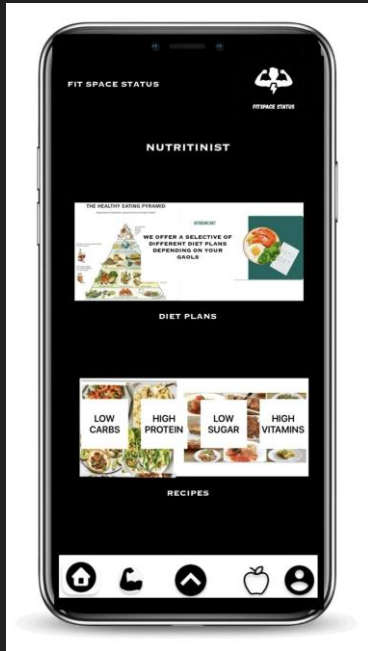 FIT SPACE STATUS
FITSPACE STATUS
NUTRITINIST
THE HEALTHY EATING PYRAMID
WE OFFER A SELECTIVE OF
DIFFERENT DIET PLANS
DEPENDING ON YOUR
GAOLS
DIET PLANS
LOW
CARBS
HIGH
PROTEIN
LOW
SUGAR
HIGH
VITAMINS
RECIPES